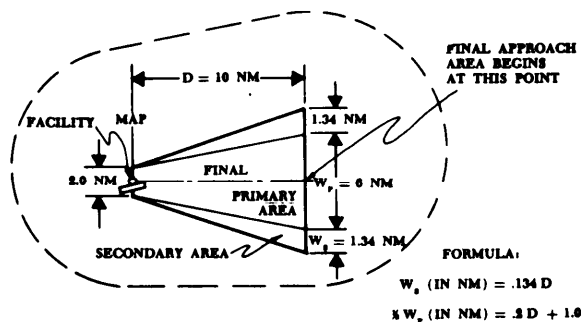 FINAL APPROACH
AREA BEGINS
AT THIS POINT
D = 10 NM
1.34 NM
FACILITY
MAP
FINAL
2.0 NM
PRIMARY
AREA
Wp = 6 NM
SECONDARY AREA
Ws = 1.34 NM
FORMULA:
Ws (IN NM) = .134 D
½ Wp (IN NM) = .2 D + 1.0